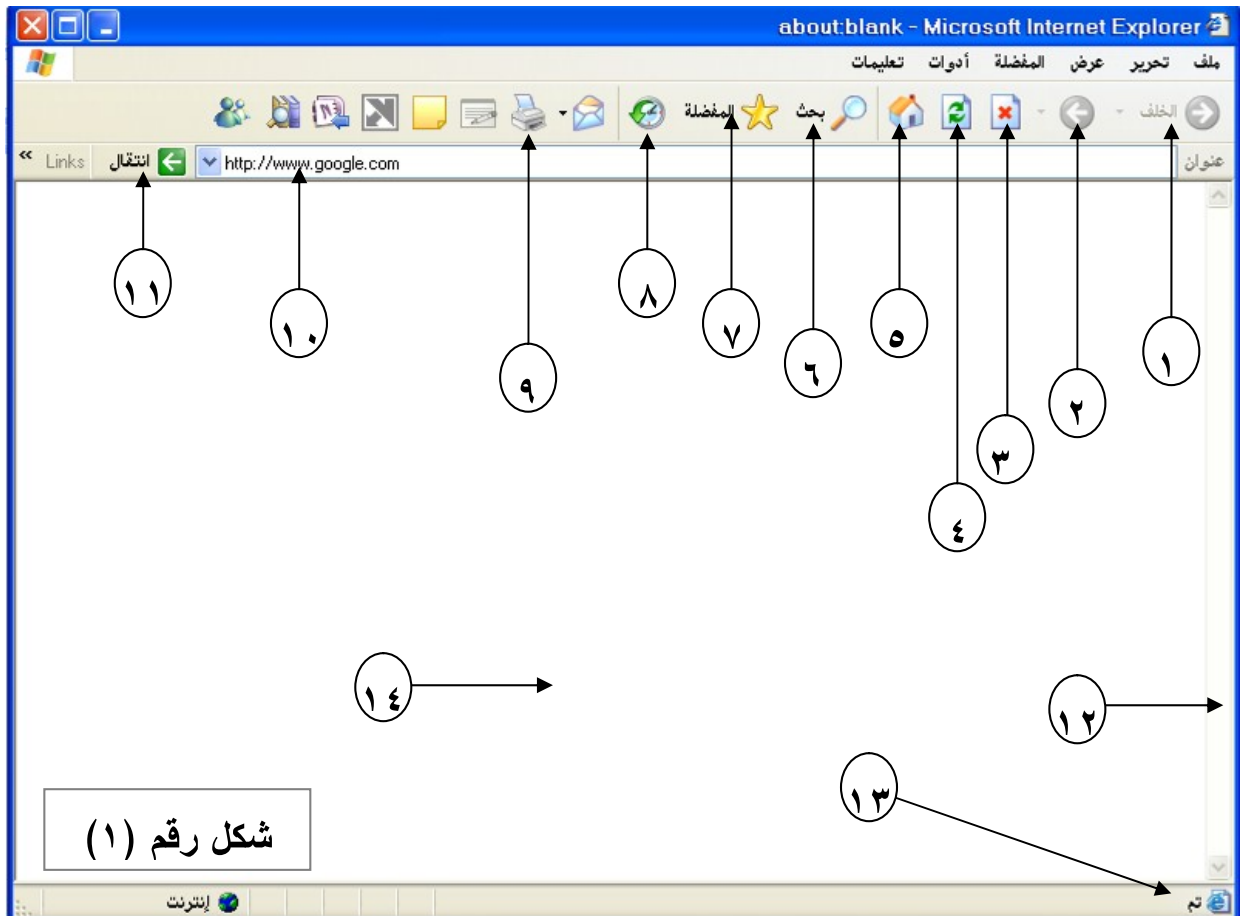 about:blank - Microsoft Internet Explorer
ملف تحرير عرض المفضلة أدوات تعليمات
الخلف بحث المفضلة
عنوان http://www.google.com انتقال Links »
١١ ١٠ ٩ ٨ ٧ ٦ ٥ ٤ ٣ ٢ ١
١٤ ١٢
١٣
شكل رقم (١)
تم إنترنت